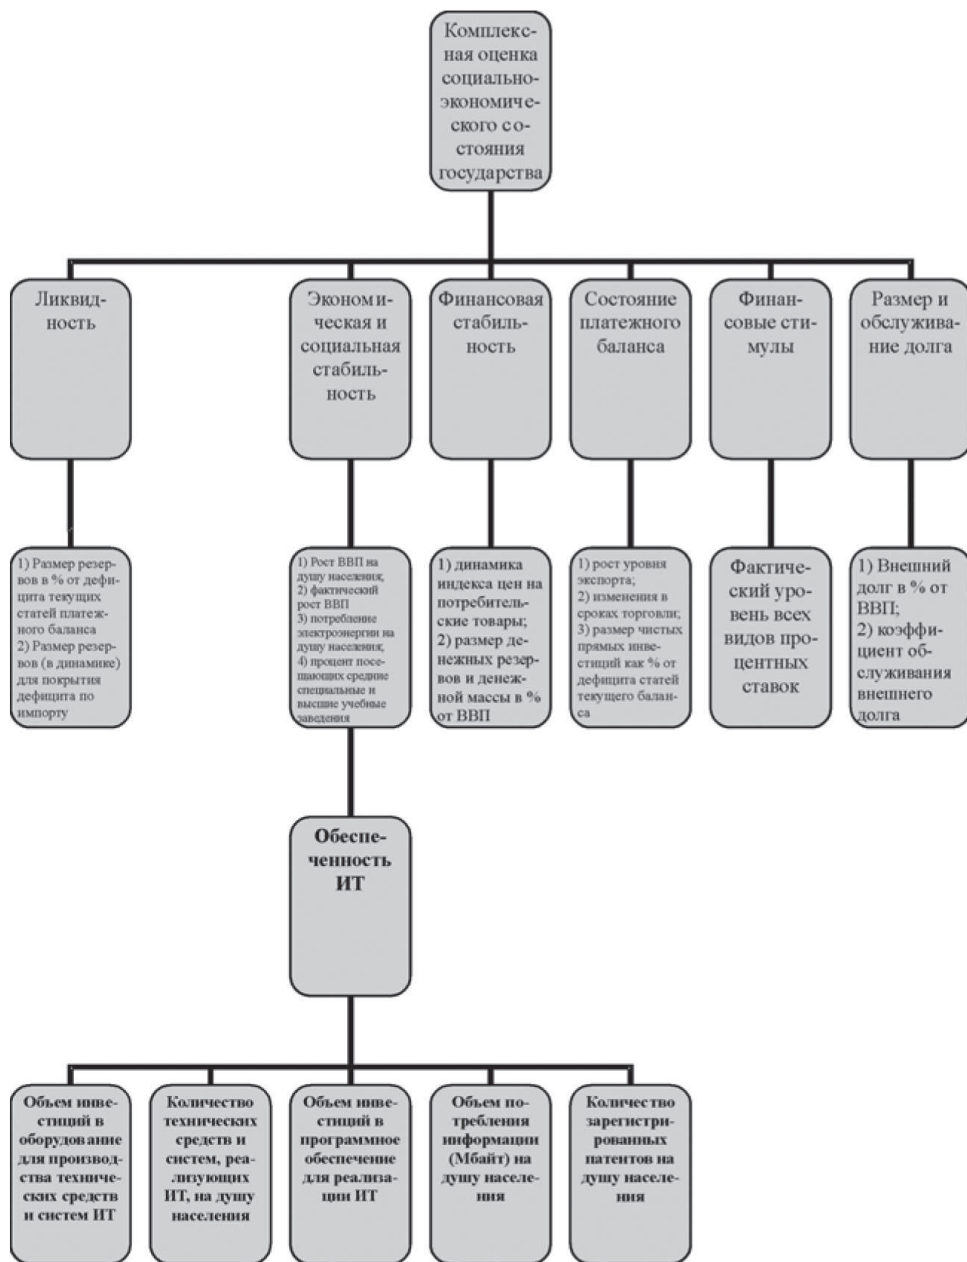 Комплекс-
ная оценка
социально-
экономиче-
ского со-
стояния
государства
Ликвид-
ность
Экономи-
ческая и
социальная
стабиль-
ность
Финансовая
стабиль-
ность
Состояние
платежного
баланса
Финан-
совые сти-
мулы
Размер и
обслужива-
ние долга
1) Размер резер-
вов в % от дефи-
цита текущих
статей платеж-
ного баланса
2) Размер резер-
вов (в динамике)
для покрытия
дефицита по
импорту
1) Рост ВВП на
душу населения;
2) фактический
рост ВВП
3) потребление
электроэнергии на
душу населения;
4) процент посе-
щающих средние
специальные и
высшие учебные
заведения
1) динамика
индекса цен на
потребитель-
ские товары;
2) размер де-
нежных резер-
вов и денеж-
ной массы в %
от ВВП
1) рост уровня
экспорта;
2) изменения в
сроках торговли;
3) размер чистых
прямых инве-
стиций как % от
дефицита статей
текущего балан-
са
Фактиче-
ский уро-
вень всех
видов про-
центных
ставок
1) Внешний
долг в % от
ВВП;
2) коэффи-
циент об-
служивания
внешнего
долга
Обеспе-
ченность
ИТ
Объем инве-
стиций в
оборудование
для производ-
ства техниче-
ских средств
и систем ИТ
Количество
технических
средств и
систем, реа-
лизующих
ИТ, на душу
населения
Объем инве-
стиций в
программное
обеспечение
для реализа-
ции ИТ
Объем по-
требления
информации
(Мбайт) на
душу населе-
ния
Количество
зарегистри-
рованных
патентов на
душу населе-
ния